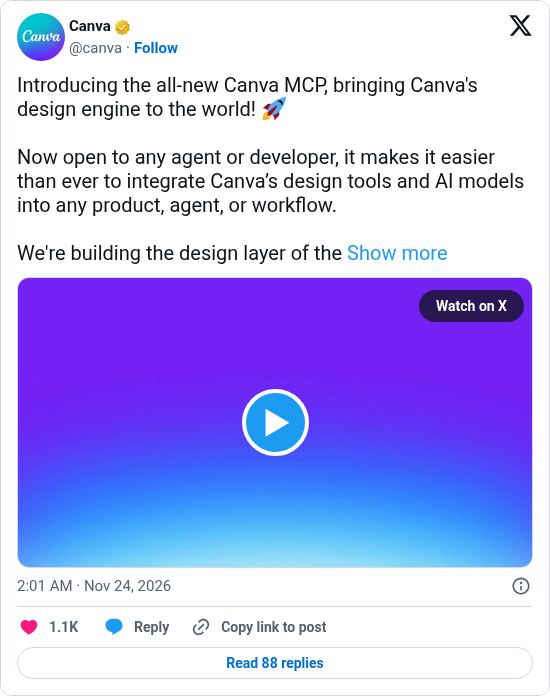 Canva
Canva
@canva · Follow
Introducing the all-new Canva MCP, bringing Canva's
design engine to the world! 🚀
Now open to any agent or developer, it makes it easier
than ever to integrate Canva’s design tools and AI models
into any product, agent, or workflow.
We're building the design layer of the Show more
Watch on X
2:01 AM · Nov 24, 2026
1.1K Reply Copy link to post
Read 88 replies